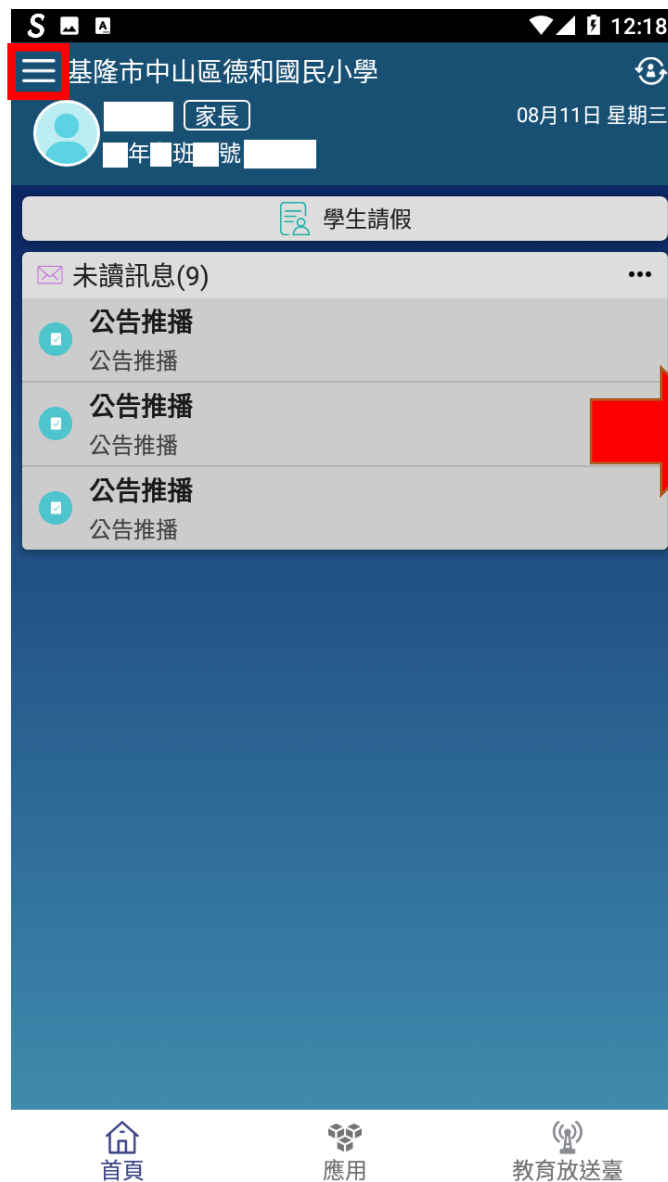 S A 12:18
基隆市中山區德和國民小學
家長 08月11日 星期三
年 班 號
學生請假
未讀訊息(9)
公告推播
公告推播
公告推播
公告推播
公告推播
公告推播
首頁 應用 教育放送臺